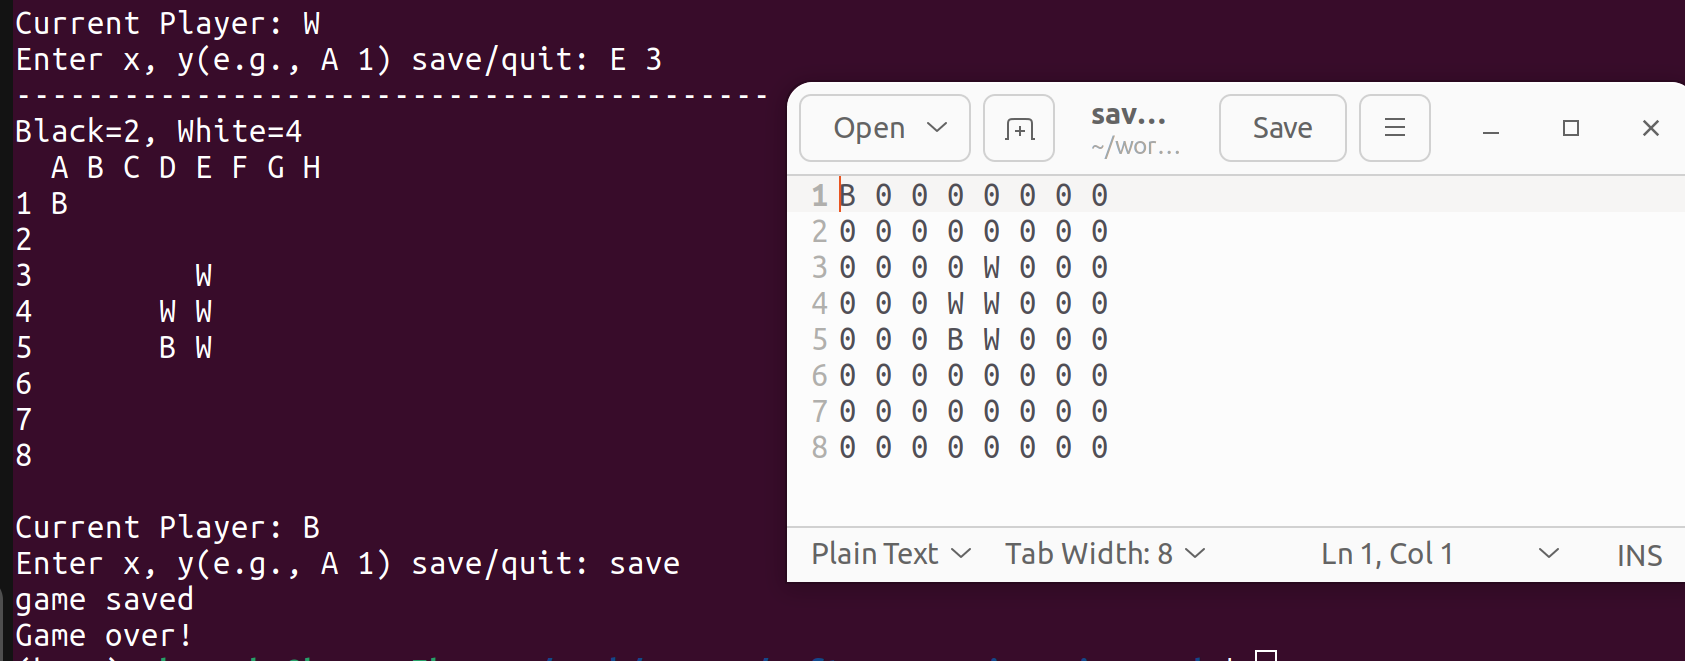 Current Player: W
Enter x, y(e.g., A 1) save/quit: E 3
------------------------------------------
Black=2, White=4
  A B C D E F G H
1 B
2
3         W
4       W W
5       B W
6
7
8
Current Player: B
Enter x, y(e.g., A 1) save/quit: save
game saved
Game over!
Open
sav...
~/wor...
Save
1 B 0 0 0 0 0 0 0
2 0 0 0 0 0 0 0 0
3 0 0 0 0 W 0 0 0
4 0 0 0 W W 0 0 0
5 0 0 0 B W 0 0 0
6 0 0 0 0 0 0 0 0
7 0 0 0 0 0 0 0 0
8 0 0 0 0 0 0 0 0
Plain Text Tab Width: 8 Ln 1, Col 1 INS